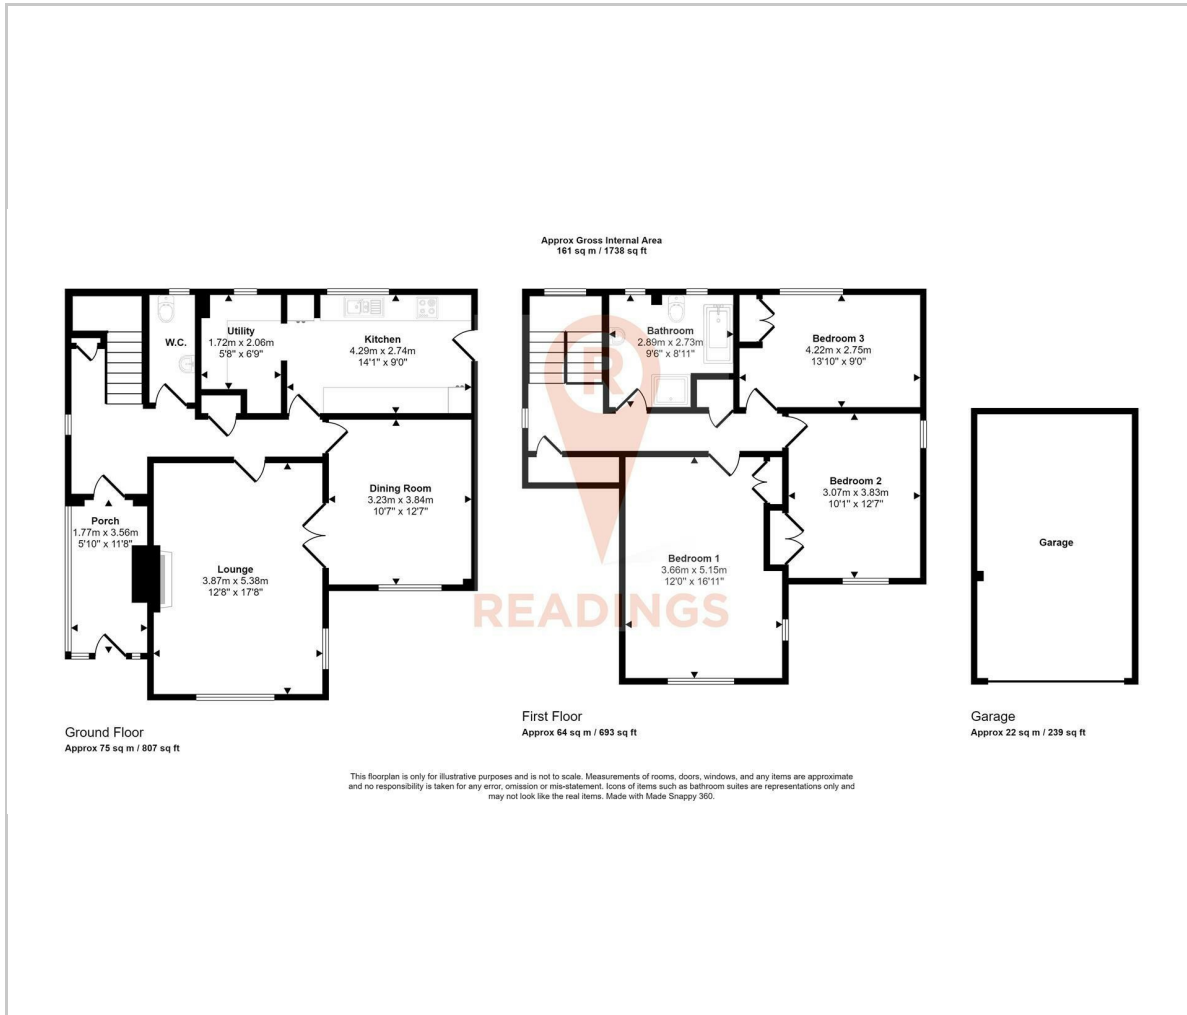 Approx Gross Internal Area
161 sq m / 1738 sq ft
W.C.
Utility
1.72m x 2.06m
5'8" x 6'9"
Kitchen
4.29m x 2.74m
14'1" x 9'0"
Dining Room
3.23m x 3.84m
10'7" x 12'7"
Porch
1.77m x 3.56m
5'10" x 11'8"
Lounge
3.87m x 5.38m
12'8" x 17'8"
Ground Floor
Approx 75 sq m / 807 sq ft
Bathroom
2.89m x 2.73m
9'6" x 8'11"
Bedroom 3
4.22m x 2.75m
13'10" x 9'0"
Bedroom 2
3.07m x 3.83m
10'1" x 12'7"
Bedroom 1
3.66m x 5.15m
12'0" x 16'11"
R
READINGS
First Floor
Approx 64 sq m / 693 sq ft
Garage
Garage
Approx 22 sq m / 239 sq ft
This floorplan is only for illustrative purposes and is not to scale. Measurements of rooms, doors, windows, and any items are approximate
and no responsibility is taken for any error, omission or mis-statement. Icons of items such as bathroom suites are representations only and
may not look like the real items. Made with Made Snappy 360.